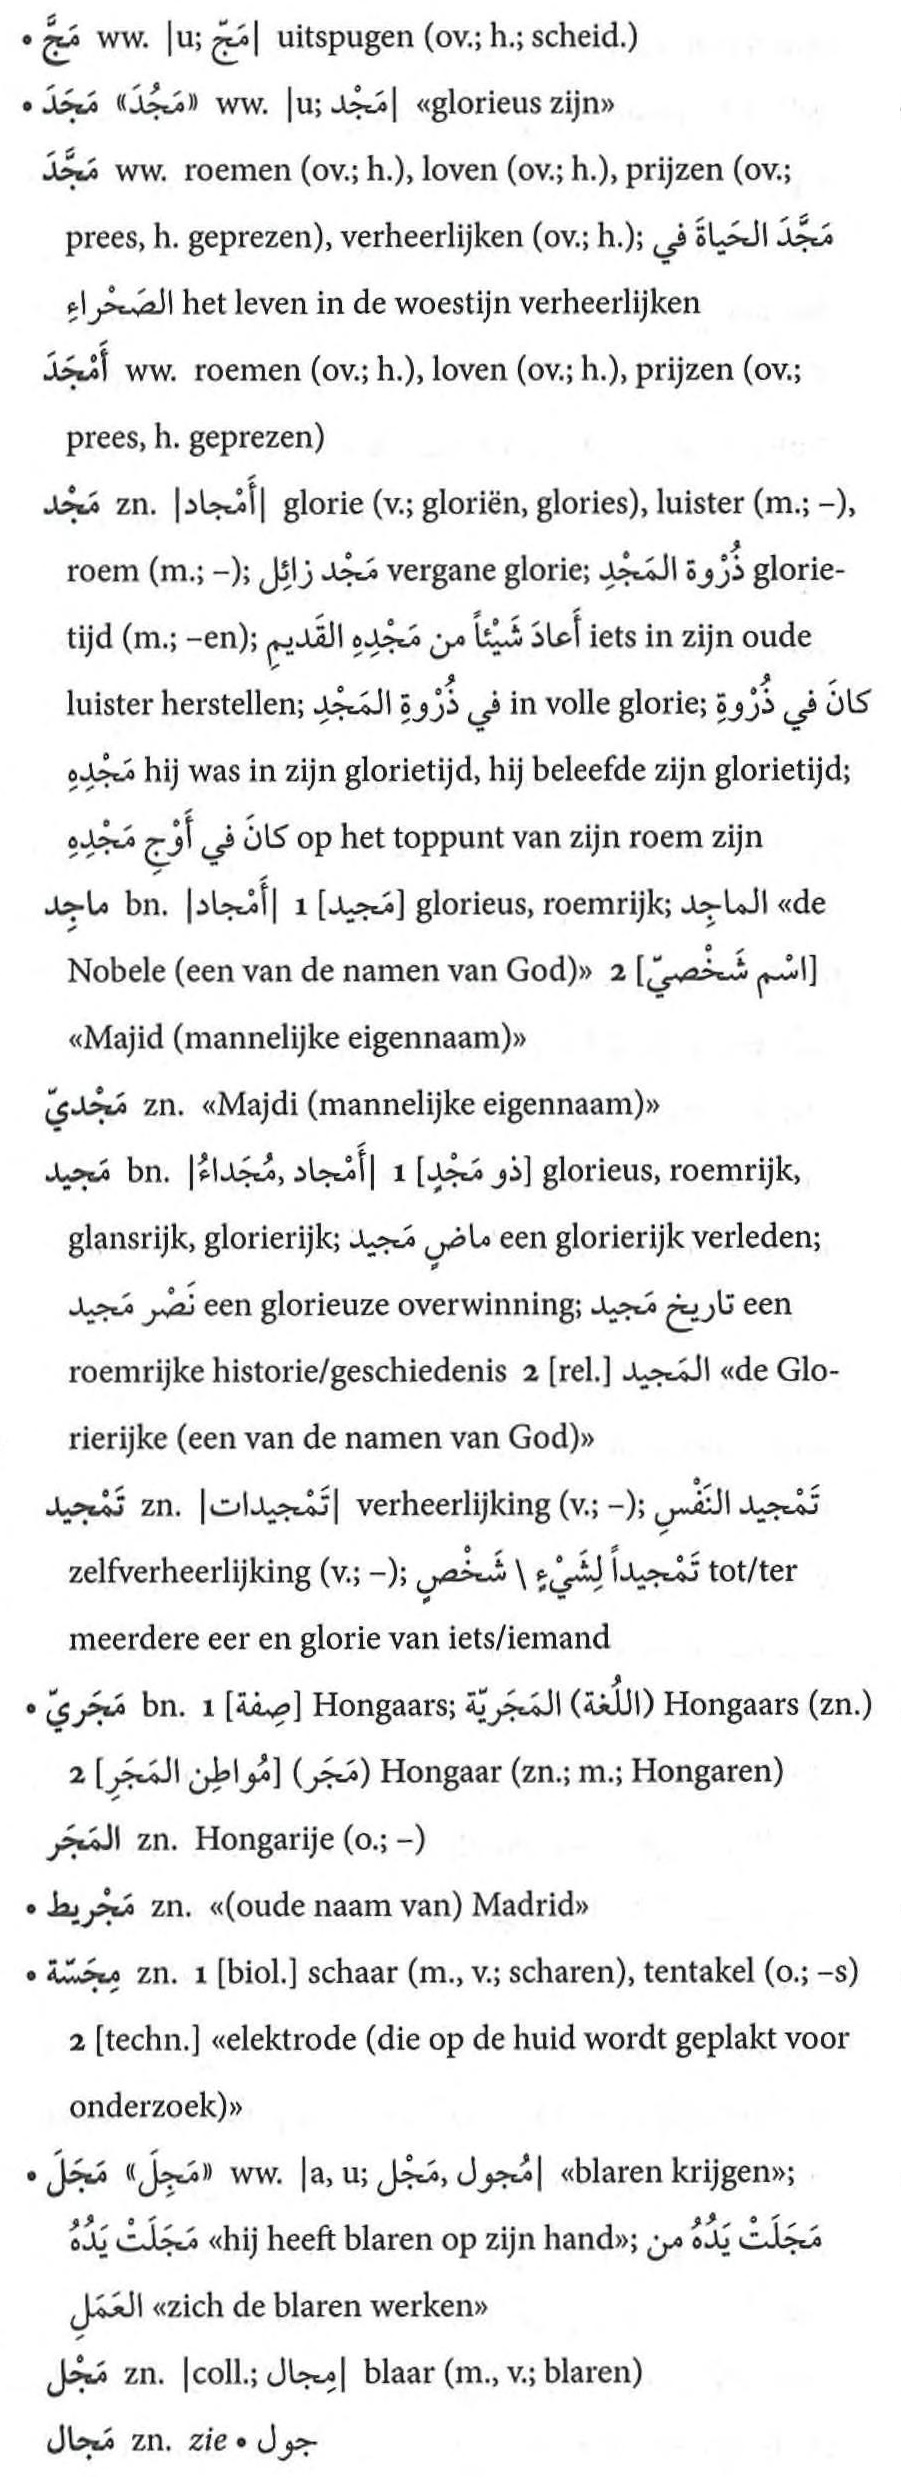 • مَجَّ ww. |u; مَجّ| uitspugen (ov.; h.; scheid.)
• مَجَدَ «مَجُدَ» ww. |u; مَجْد| «glorieus zijn»
مَجَّدَ ww. roemen (ov.; h.), loven (ov.; h.), prijzen (ov.;
prees, h. geprezen), verheerlijken (ov.; h.); مَجَّدَ الحَياةَ في
الصَحْراءِ het leven in de woestijn verheerlijken
أَمْجَدَ ww. roemen (ov.; h.), loven (ov.; h.), prijzen (ov.;
prees, h. geprezen)
مَجْد zn. |أَمْجاد| glorie (v.; gloriën, glories), luister (m.; –),
roem (m.; –); مَجْد زائِل vergane glorie; ذُرْوة المَجْدِ glorie-
tijd (m.; –en); أَعادَ شَيْئاً من مَجْدِهِ القَديمِ iets in zijn oude
luister herstellen; في ذُرْوةِ المَجْدِ in volle glorie; كانَ في ذُرْوةِ
مَجْدِهِ hij was in zijn glorietijd, hij beleefde zijn glorietijd;
كانَ في أَوْجِ مَجْدِهِ op het toppunt van zijn roem zijn
ماجِد bn. |أَمْجاد| 1 [مَجيد] glorieus, roemrijk; الماجِد «de
Nobele (een van de namen van God)» 2 [اسْم شَخْصيّ]
«Majid (mannelijke eigennaam)»
مَجْديّ zn. «Majdi (mannelijke eigennaam)»
مَجيد bn. |أَمْجاد, مُجَداءُ| 1 [ذو مَجْدٍ] glorieus, roemrijk,
glansrijk, glorierijk; ماضٍ مَجيد een glorierijk verleden;
نَصْر مَجيد een glorieuze overwinning; تاريخ مَجيد een
roemrijke historie/geschiedenis 2 [rel.] المَجيد «de Glo-
rierijke (een van de namen van God)»
تَمْجيد zn. |تَمْجيدات| verheerlijking (v.; –); تَمْجيد النَفْسِ
zelfverheerlijking (v.; –); تَمْجيداً لِشَيْءٍ \ شَخْصٍ tot/ter
meerdere eer en glorie van iets/iemand
• مَجَريّ bn. 1 [صِفة] Hongaars; (اللُغة) المَجَريّة Hongaars (zn.)
2 [مُواطِن المَجَرِ] (مَجَر) Hongaar (zn.; m.; Hongaren)
المَجَر zn. Hongarije (o.; –)
• مَجْريط zn. «(oude naam van) Madrid»
• مِجَسّة zn. 1 [biol.] schaar (m., v.; scharen), tentakel (o.; –s)
2 [techn.] «elektrode (die op de huid wordt geplakt voor
onderzoek)»
• مَجَلَ «مَجِلَ» ww. |a, u; مَجْل, مُجول| «blaren krijgen»;
مَجَلَتْ يَدُهُ «hij heeft blaren op zijn hand»; مَجَلَتْ يَدُهُ من
العَمَلِ «zich de blaren werken»
مَجْل zn. |coll.; مِجال| blaar (m., v.; blaren)
مَجال zn. zie • جول